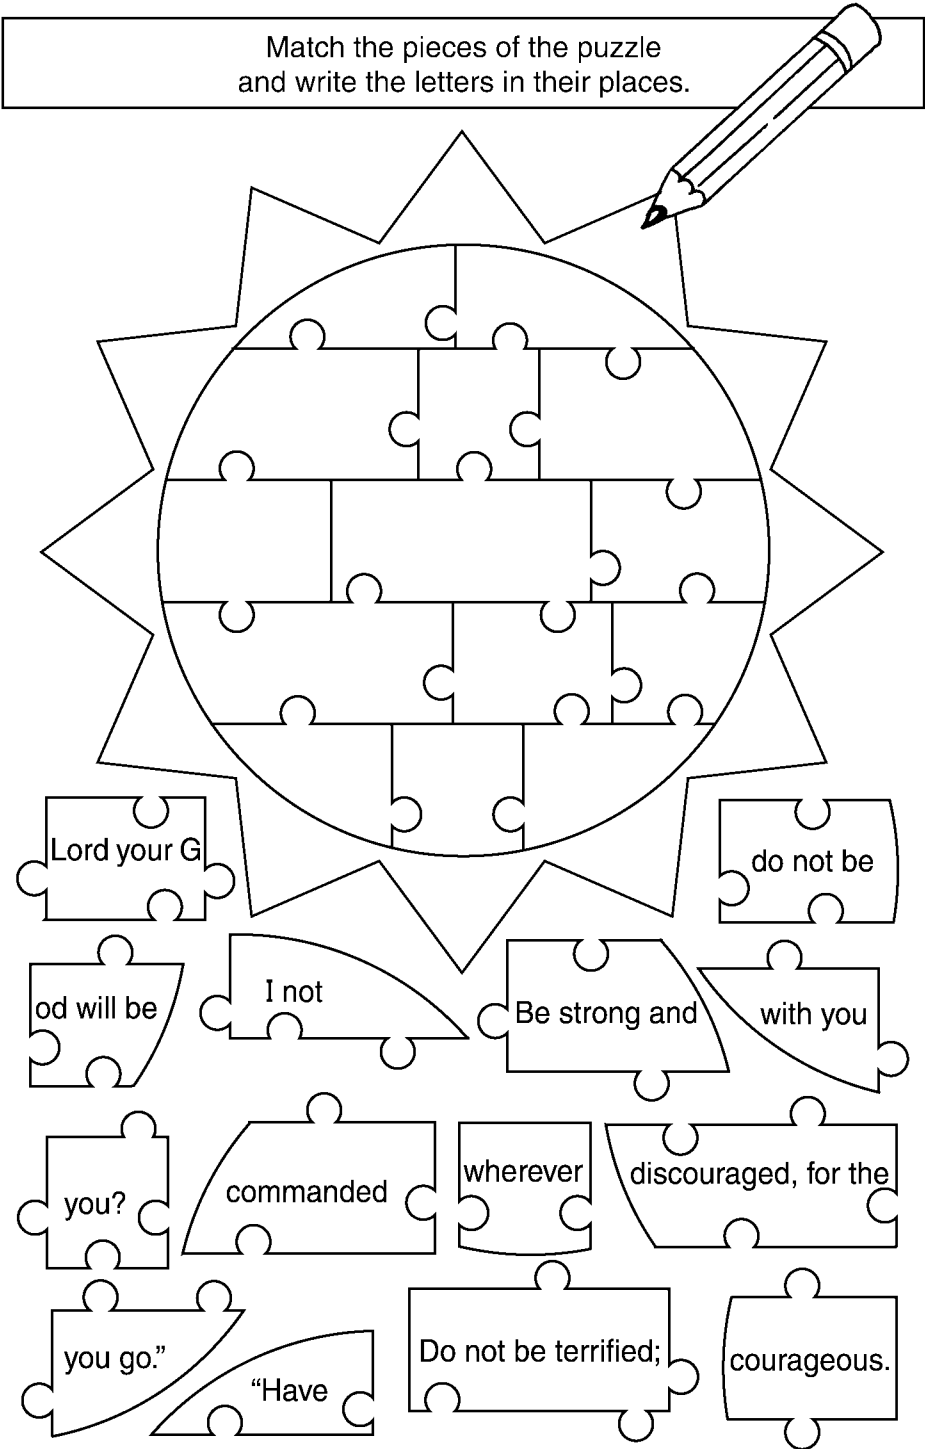 Match the pieces of the puzzle
and write the letters in their places.
Lord your G
do not be
od will be
I not
Be strong and
with you
you?
commanded
wherever
discouraged, for the
you go.”
“Have
Do not be terrified;
courageous.